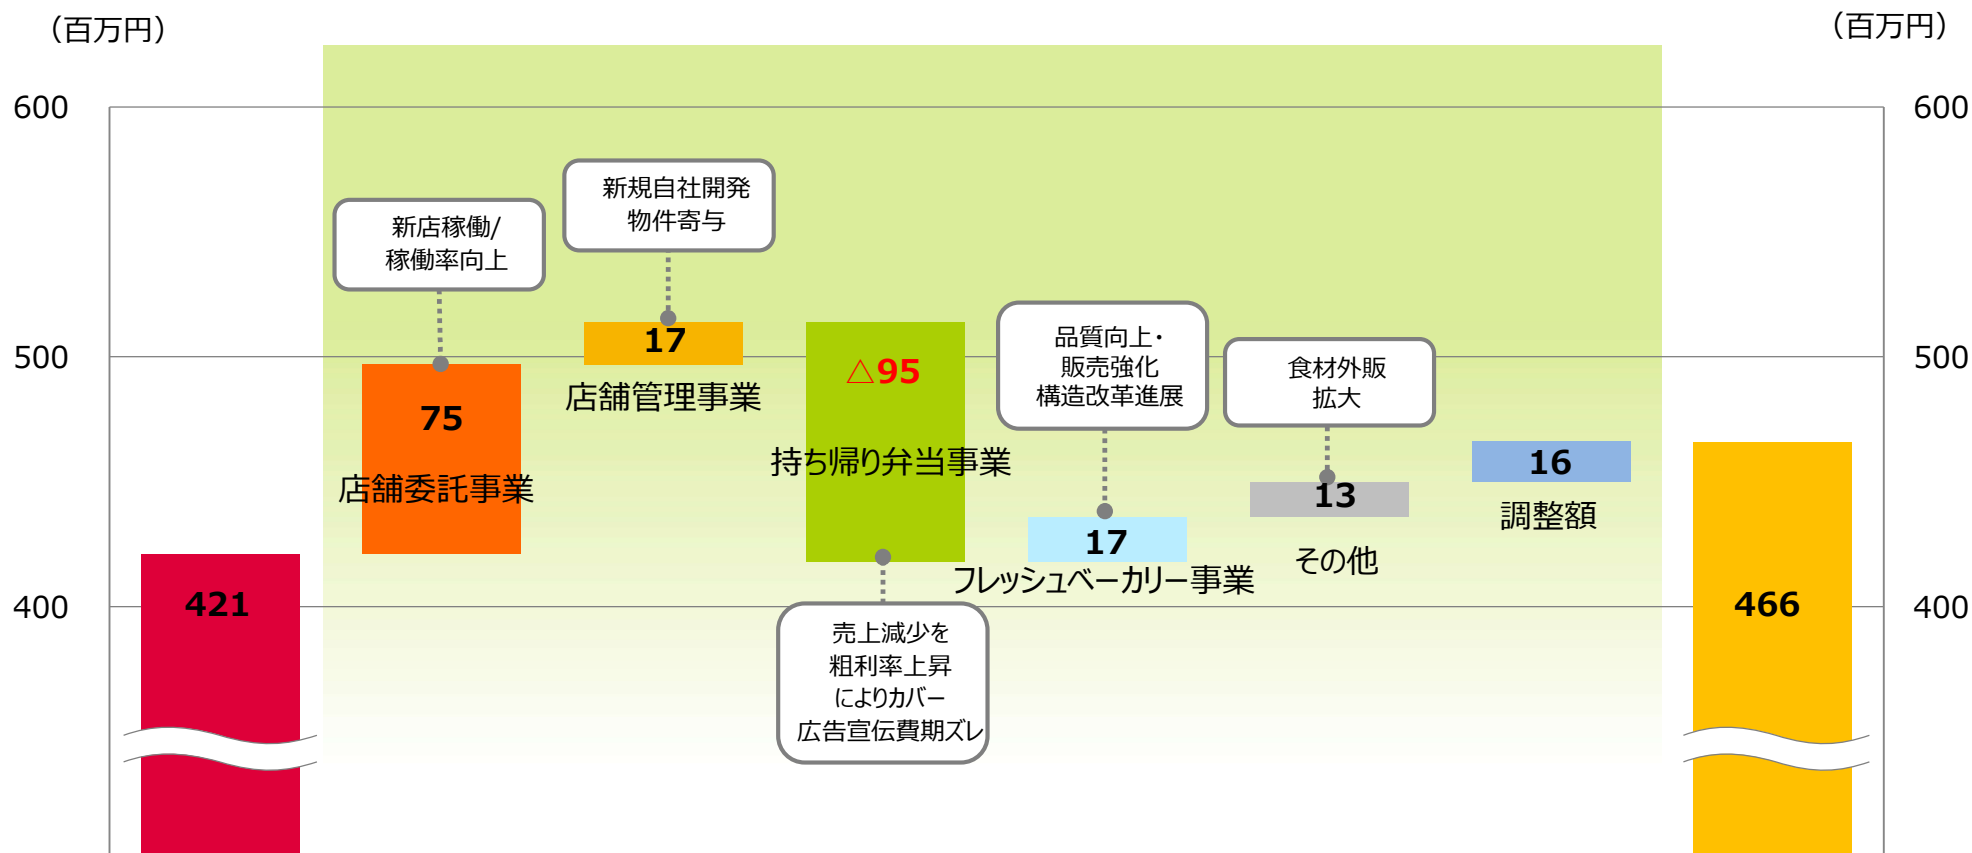 （百万円）
（百万円）
600
600
新規自社開発
物件寄与
新店稼働/
稼働率向上
品質向上・
販売強化
構造改革進展
食材外販
拡大
500
500
17
店舗管理事業
△95
持ち帰り弁当事業
75
店舗委託事業
17
フレッシュベーカリー事業
13
その他
16
調整額
400
400
421
466
売上減少を
粗利率上昇
によりカバー
広告宣伝費期ズレ